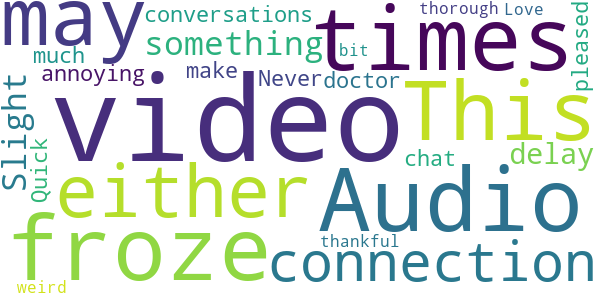 may
conversations
something
much
annoying
make
bit
times
thorough
Love
pleased
Never
doctor
video
This
Slight
Quick
either
Audio
chat
delay
froze
connection
thankful
weird